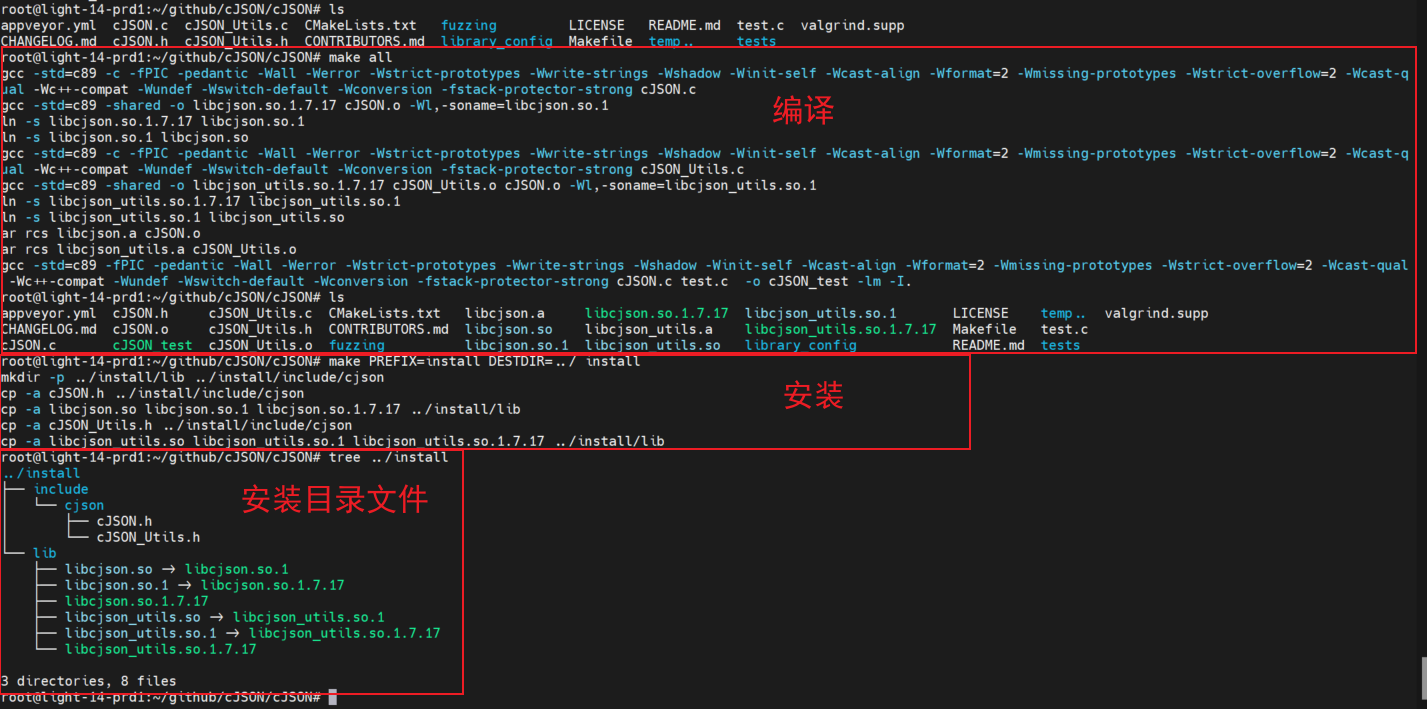 root@light-14-prd1:~/github/cJSON/cJSON# ls
appveyor.yml  cJSON.c  cJSON_Utils.c  CMakeLists.txt   fuzzing         LICENSE   README.md  test.c  valgrind.supp
CHANGELOG.md  cJSON.h  cJSON_Utils.h  CONTRIBUTORS.md  library_config  Makefile  temp..     tests
root@light-14-prd1:~/github/cJSON/cJSON# make all
gcc -std=c89 -c -fPIC -pedantic -Wall -Werror -Wstrict-prototypes -Wwrite-strings -Wshadow -Winit-self -Wcast-align -Wformat=2 -Wmissing-prototypes -Wstrict-overflow=2 -Wcast-q
ual -Wc++-compat -Wundef -Wswitch-default -Wconversion -fstack-protector-strong cJSON.c
gcc -std=c89 -shared -o libcjson.so.1.7.17 cJSON.o -Wl,-soname=libcjson.so.1
编译
ln -s libcjson.so.1.7.17 libcjson.so.1
ln -s libcjson.so.1 libcjson.so
gcc -std=c89 -c -fPIC -pedantic -Wall -Werror -Wstrict-prototypes -Wwrite-strings -Wshadow -Winit-self -Wcast-align -Wformat=2 -Wmissing-prototypes -Wstrict-overflow=2 -Wcast-q
ual -Wc++-compat -Wundef -Wswitch-default -Wconversion -fstack-protector-strong cJSON_Utils.c
gcc -std=c89 -shared -o libcjson_utils.so.1.7.17 cJSON_Utils.o cJSON.o -Wl,-soname=libcjson_utils.so.1
ln -s libcjson_utils.so.1.7.17 libcjson_utils.so.1
ln -s libcjson_utils.so.1 libcjson_utils.so
ar rcs libcjson.a cJSON.o
ar rcs libcjson_utils.a cJSON_Utils.o
gcc -std=c89 -fPIC -pedantic -Wall -Werror -Wstrict-prototypes -Wwrite-strings -Wshadow -Winit-self -Wcast-align -Wformat=2 -Wmissing-prototypes -Wstrict-overflow=2 -Wcast-qual
 -Wc++-compat -Wundef -Wswitch-default -Wconversion -fstack-protector-strong cJSON.c test.c  -o cJSON_test -lm -I.
root@light-14-prd1:~/github/cJSON/cJSON# ls
appveyor.yml  cJSON.h     cJSON_Utils.c  CMakeLists.txt   libcjson.a     libcjson.so.1.7.17  libcjson_utils.so.1       LICENSE    temp..  valgrind.supp
CHANGELOG.md  cJSON.o     cJSON_Utils.h  CONTRIBUTORS.md  libcjson.so    libcjson_utils.a    libcjson_utils.so.1.7.17  Makefile   test.c
cJSON.c       cJSON_test  cJSON_Utils.o  fuzzing          libcjson.so.1  libcjson_utils.so   library_config            README.md  tests
root@light-14-prd1:~/github/cJSON/cJSON# make PREFIX=install DESTDIR=../ install
mkdir -p ../install/lib ../install/include/cjson
cp -a cJSON.h ../install/include/cjson
安装
cp -a libcjson.so libcjson.so.1 libcjson.so.1.7.17 ../install/lib
cp -a cJSON_Utils.h ../install/include/cjson
cp -a libcjson_utils.so libcjson_utils.so.1 libcjson_utils.so.1.7.17 ../install/lib
root@light-14-prd1:~/github/cJSON/cJSON# tree ../install
../install
├── include
安装目录文件
│   └── cjson
│       ├── cJSON.h
│       └── cJSON_Utils.h
└── lib
    ├── libcjson.so -> libcjson.so.1
    ├── libcjson.so.1 -> libcjson.so.1.7.17
    ├── libcjson.so.1.7.17
    ├── libcjson_utils.so -> libcjson_utils.so.1
    ├── libcjson_utils.so.1 -> libcjson_utils.so.1.7.17
    └── libcjson_utils.so.1.7.17
3 directories, 8 files
root@light-14-prd1:~/github/cJSON/cJSON#